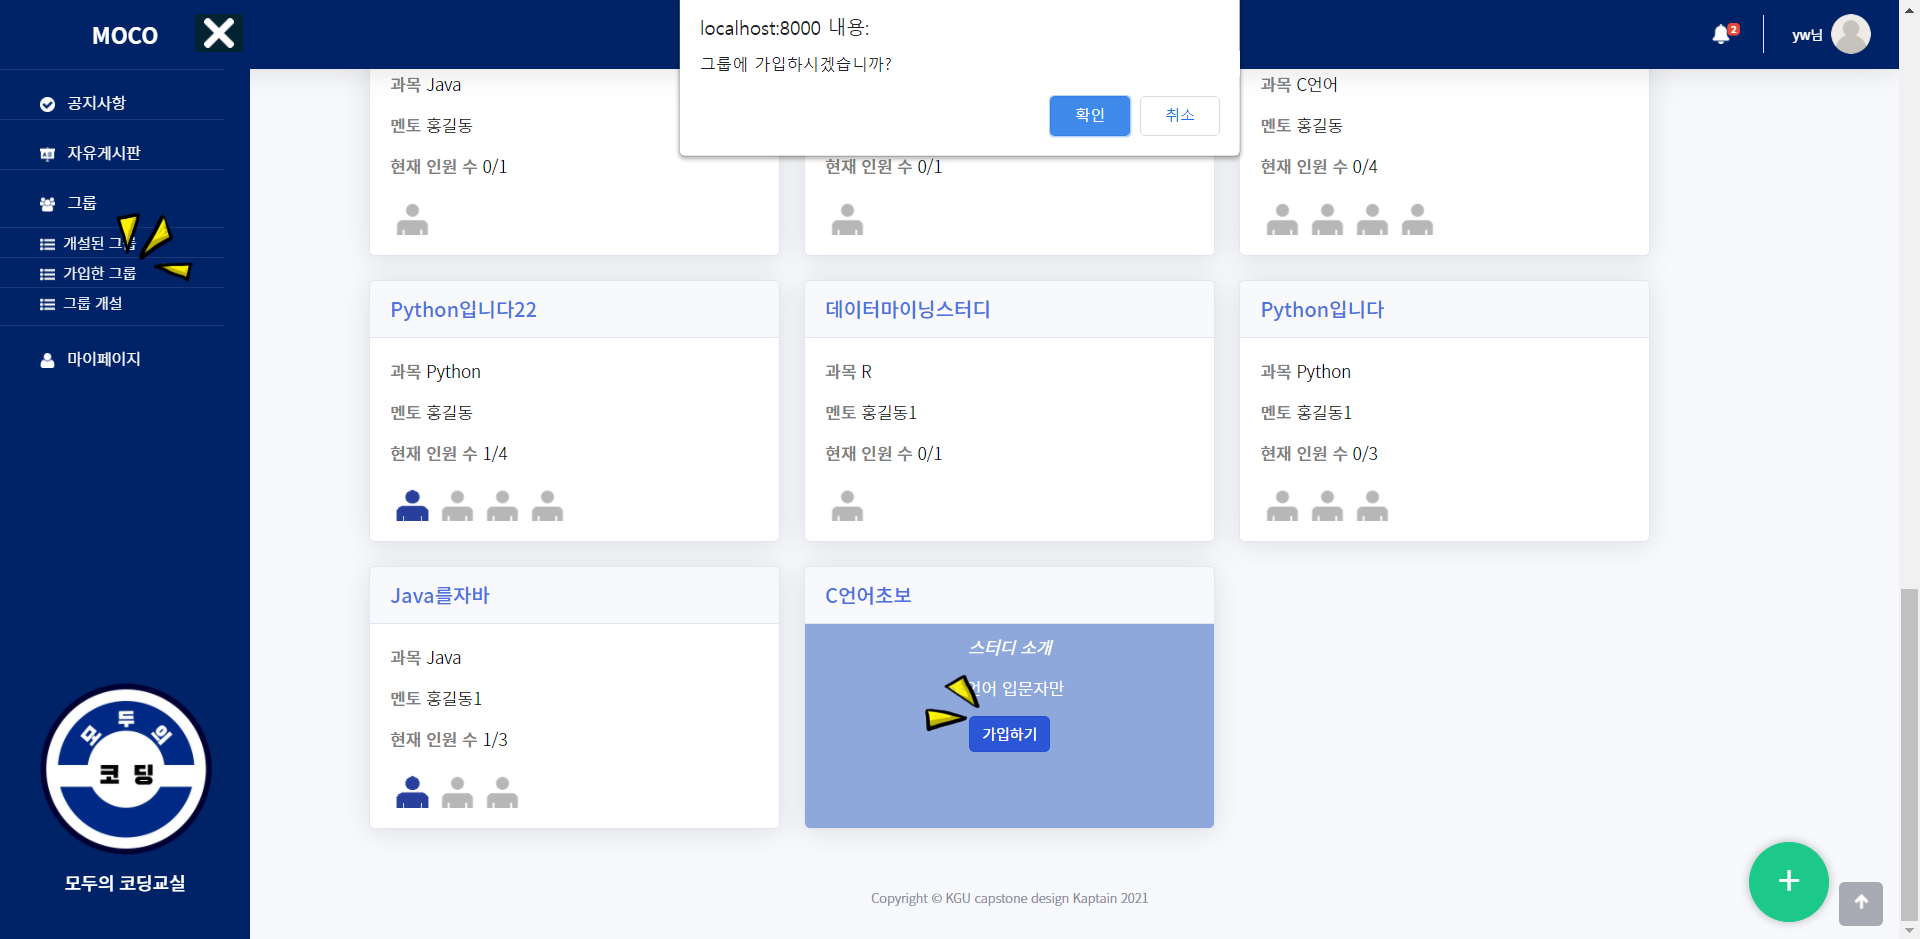 MOCO
localhost:8000 내용:
그룹에 가입하시겠습니까?
확인
취소
2
yw님
공지사항
자유게시판
그룹
개설된 그룹
가입한 그룹
그룹 개설
마이페이지
모두의
코딩
모두의 코딩교실
과목 Java
멘토 홍길동
현재 인원 수 0/1
현재 인원 수 0/1
과목 C언어
멘토 홍길동
현재 인원 수 0/4
Python입니다22
과목 Python
멘토 홍길동
현재 인원 수 1/4
데이터마이닝스터디
과목 R
멘토 홍길동1
현재 인원 수 0/1
Python입니다
과목 Python
멘토 홍길동1
현재 인원 수 0/3
Java를자바
과목 Java
멘토 홍길동1
현재 인원 수 1/3
C언어초보
스터디 소개
언어 입문자만
가입하기
Copyright © KGU capstone design Kaptain 2021